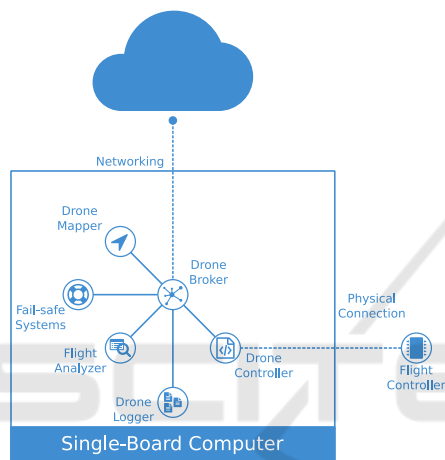 Networking
Drone
Mapper
Drone
Broker
Fail-safe
Systems
Physical
Connection
Flight
Analyzer
Drone
Controller
Flight
Controller
Drone
Logger
Single-Board Computer